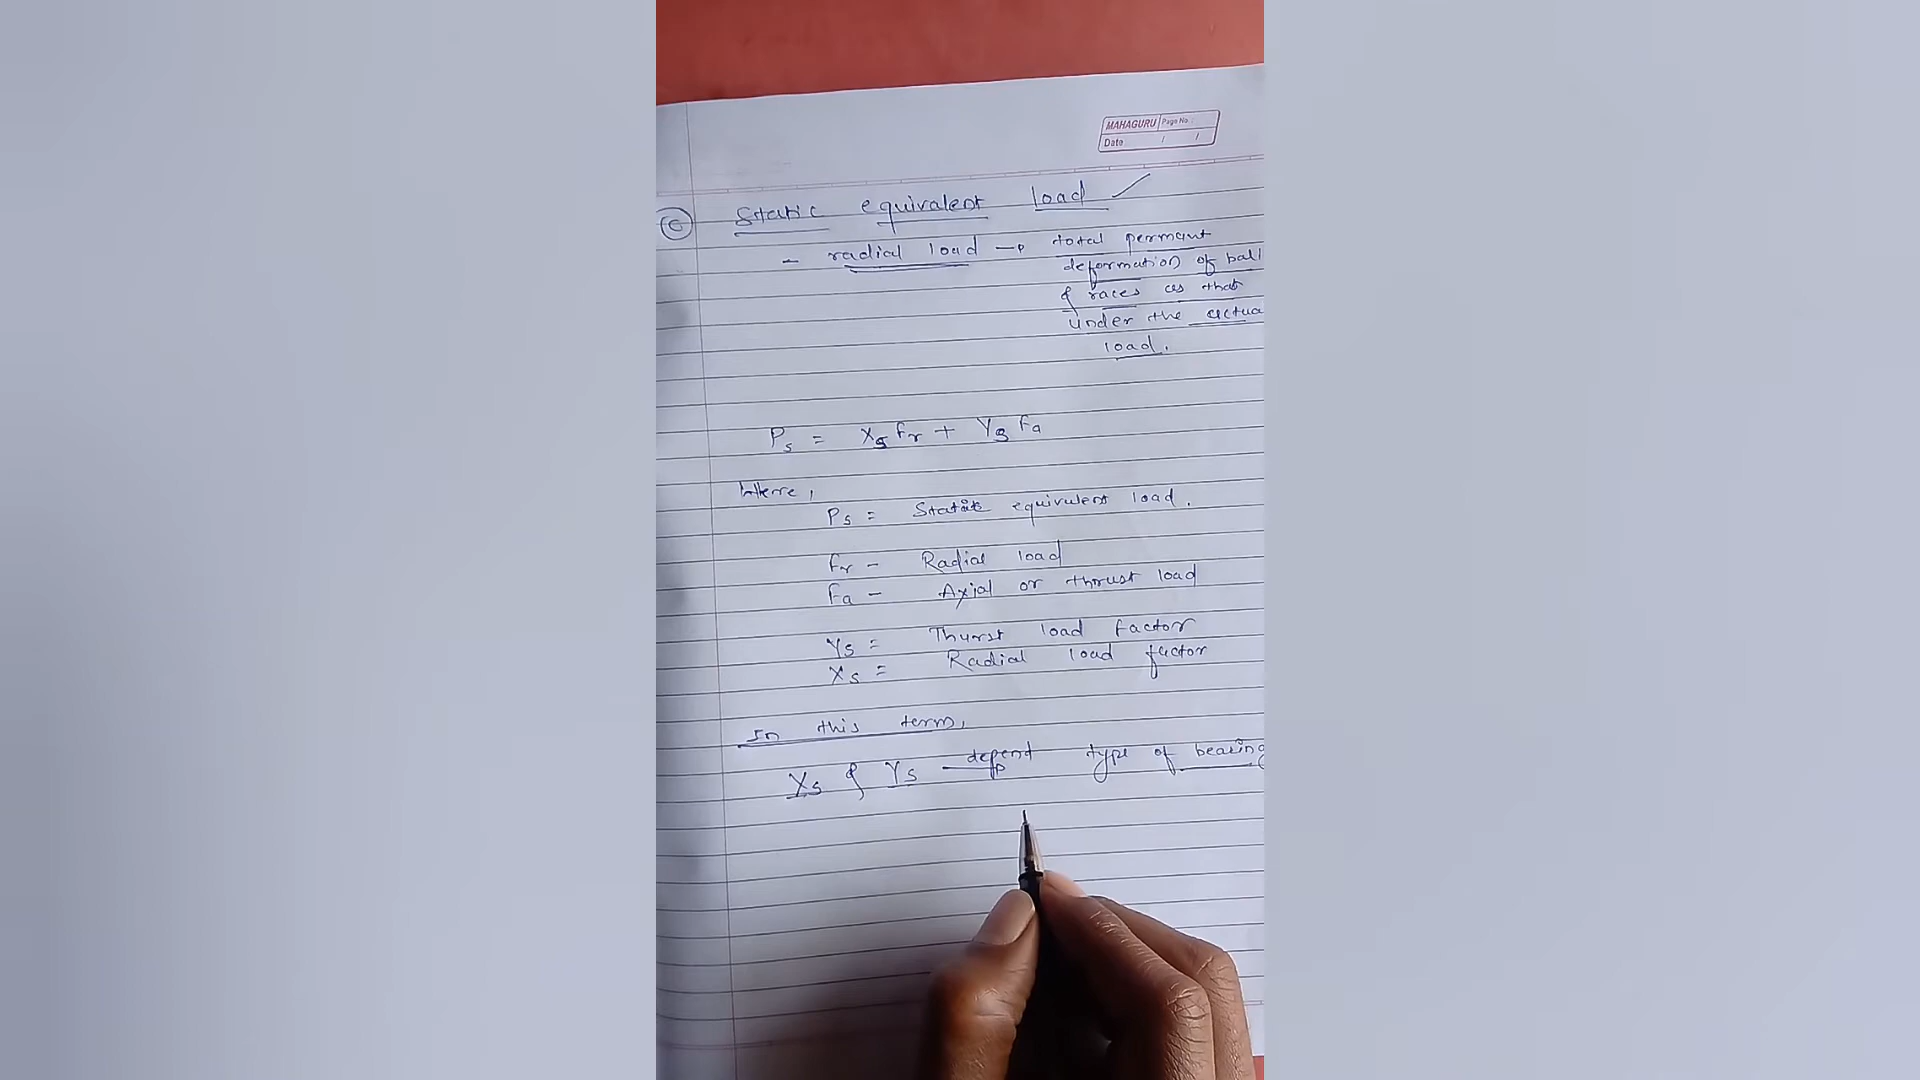 MAHAGURU Page No. :
Date / /
6 Static equivalent load ✓
- radial load → total permant
deformation of ball
& races as that
under the actua
load.
Ps = Xs Fr + Ys Fa
Where,
Ps = Static equivalent load.
Fr - Radial load
Fa - Axial or thrust load
Ys = Thurst load factor
Xs = Radial load factor
In this term,
Xs & Ys → depend type of bearing